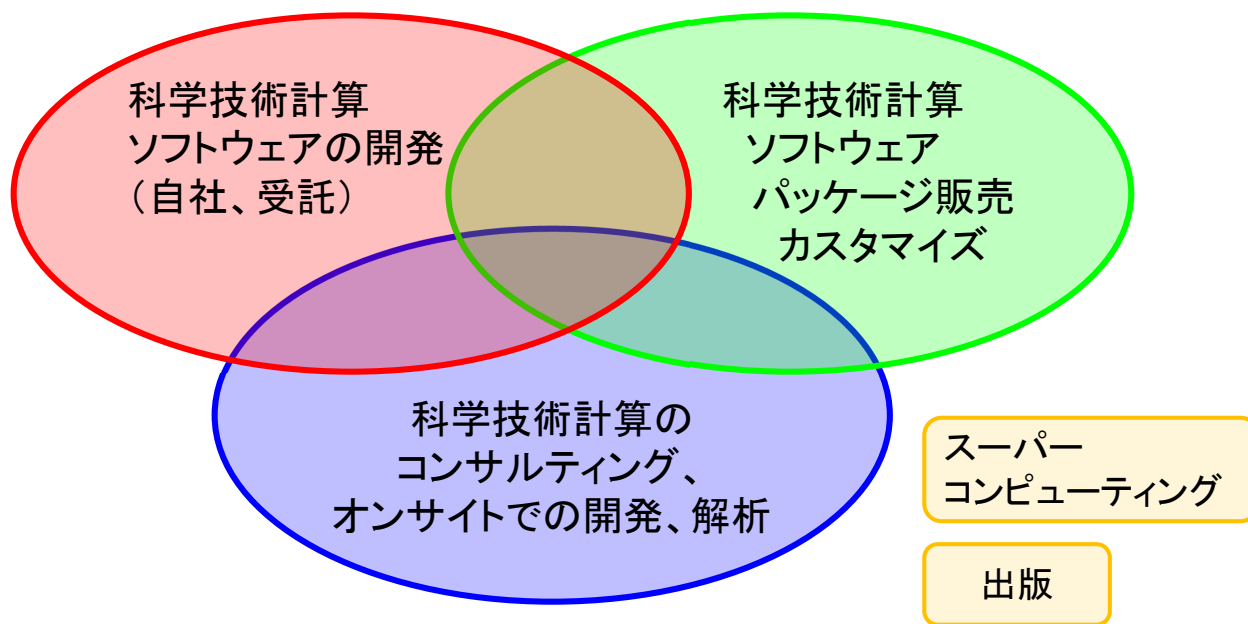 科学技術計算
ソフトウェアの開発
（自社、受託）
科学技術計算
ソフトウェア
パッケージ販売
カスタマイズ
科学技術計算の
コンサルティング、
オンサイトでの開発、解析
スーパー
コンピューティング
出版